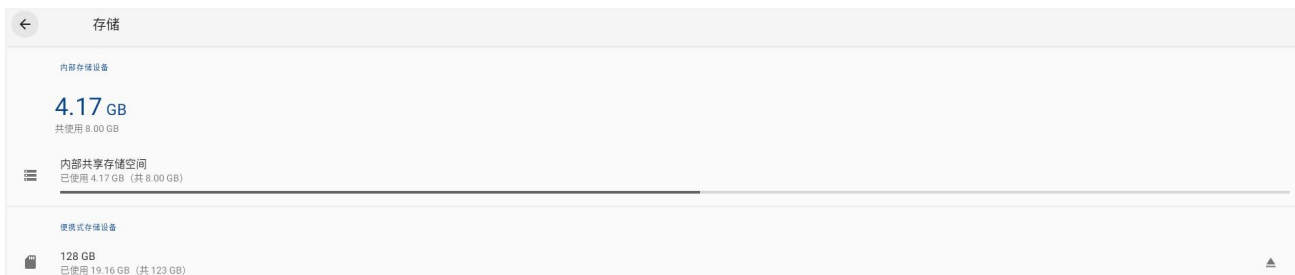 存储
内部存储设备
4.17 GB
共使用 8.00 GB
内部共享存储空间
已使用 4.17 GB（共 8.00 GB）
便携式存储设备
128 GB
已使用 19.16 GB（共 123 GB）